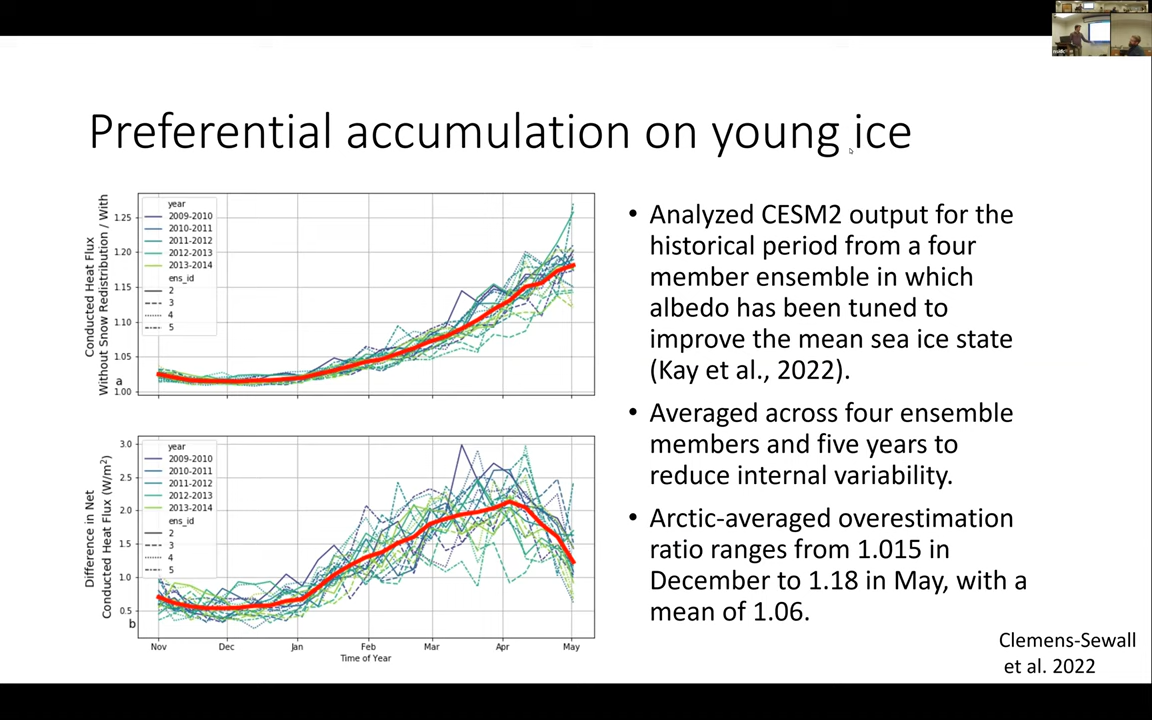 Preferential accumulation on young ice
Conducted Heat Flux
Without Snow Redistribution / With
1.25
1.20
1.15
1.10
1.05
1.00
year
2009-2010
2010-2011
2011-2012
2012-2013
2013-2014
ens_id
2
3
4
5
a
Difference in Net
Conducted Heat Flux (W/m²)
3.0
2.5
2.0
1.5
1.0
0.5
year
2009-2010
2010-2011
2011-2012
2012-2013
2013-2014
ens_id
2
3
4
5
b
Nov Dec Jan Feb Mar Apr May
Time of Year
• Analyzed CESM2 output for the
historical period from a four
member ensemble in which
albedo has been tuned to
improve the mean sea ice state
(Kay et al., 2022).
• Averaged across four ensemble
members and five years to
reduce internal variability.
• Arctic-averaged overestimation
ratio ranges from 1.015 in
December to 1.18 in May, with a
mean of 1.06.
Clemens-Sewall
et al. 2022